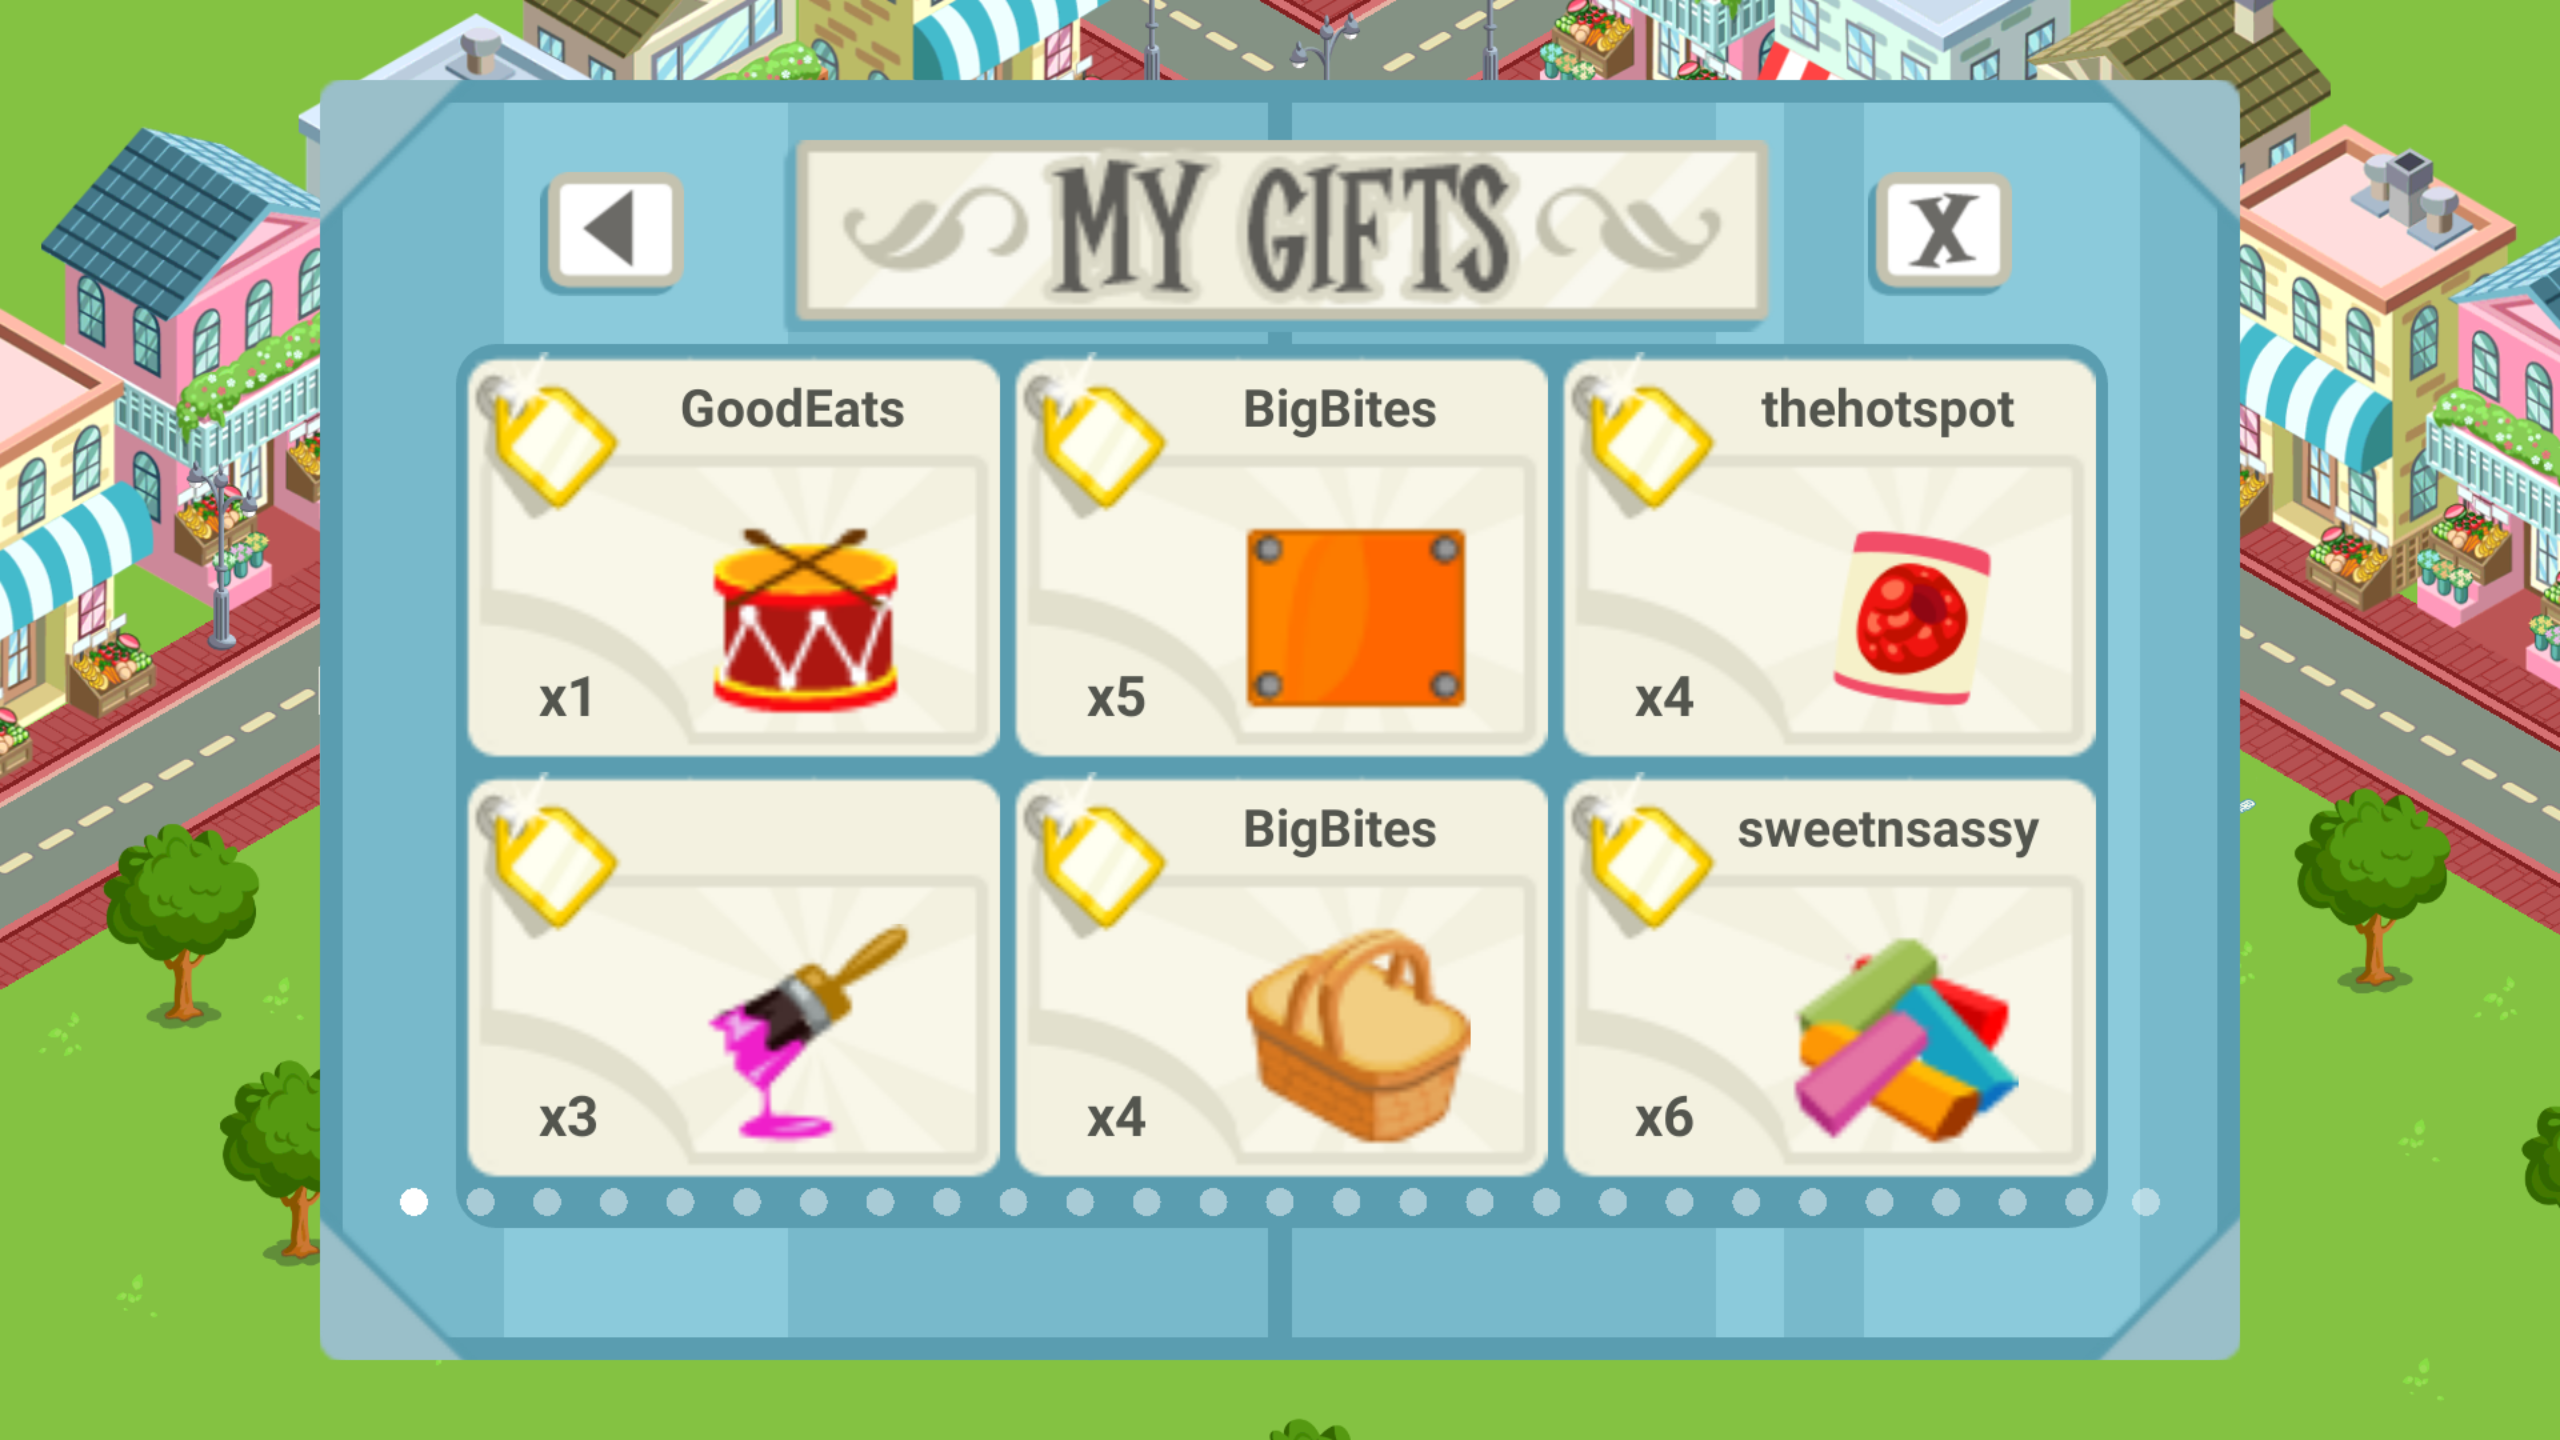 MY GIFTS
X
GoodEats
BigBites
thehotspot
x1
x5
x4
BigBites
sweetnsassy
x3
x4
x6